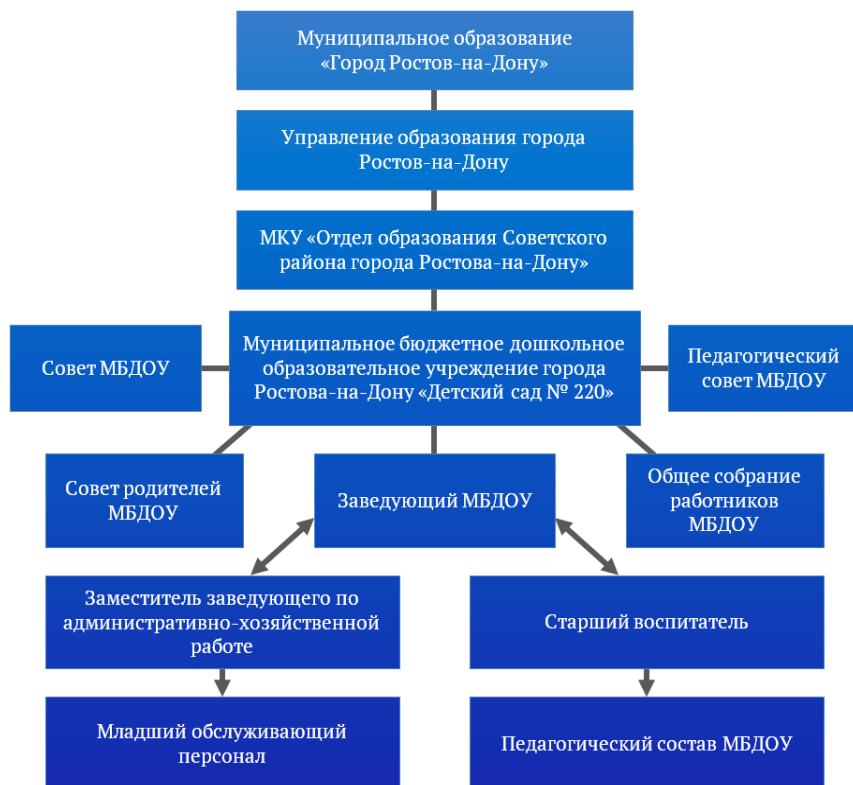 Муниципальное образование
«Город Ростов-на-Дону»
Управление образования города
Ростов-на-Дону
МКУ «Отдел образования Советского
района города Ростова-на-Дону»
Совет МБДОУ
Муниципальное бюджетное дошкольное
образовательное учреждение города
Ростова-на-Дону «Детский сад № 220»
Педагогический
совет МБДОУ
Совет родителей
МБДОУ
Заведующий МБДОУ
Общее собрание
работников
МБДОУ
Заместитель заведующего по
административно-хозяйственной
работе
Старший воспитатель
Младший обслуживающий
персонал
Педагогический состав МБДОУ